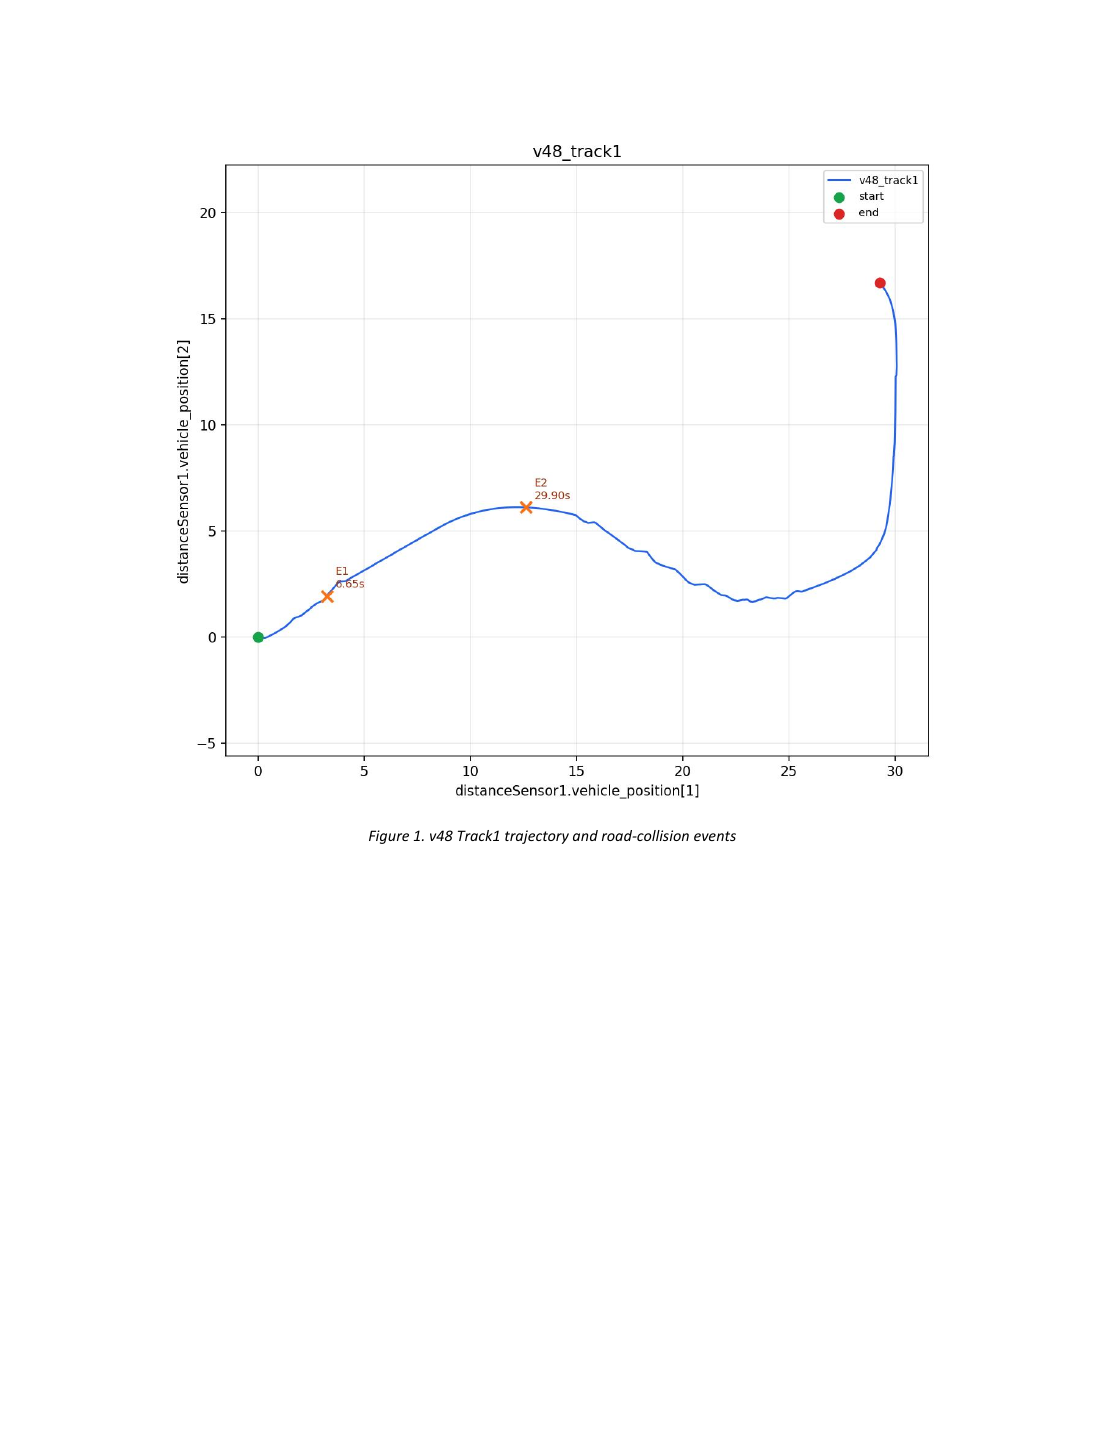 v48_track1
v48_track1
start
end
20
15
10
5
0
−5
distanceSensor1.vehicle_position[2]
E2
29.90s
E1
6.65s
0 5 10 15 20 25 30
distanceSensor1.vehicle_position[1]
Figure 1. v48 Track1 trajectory and road-collision events